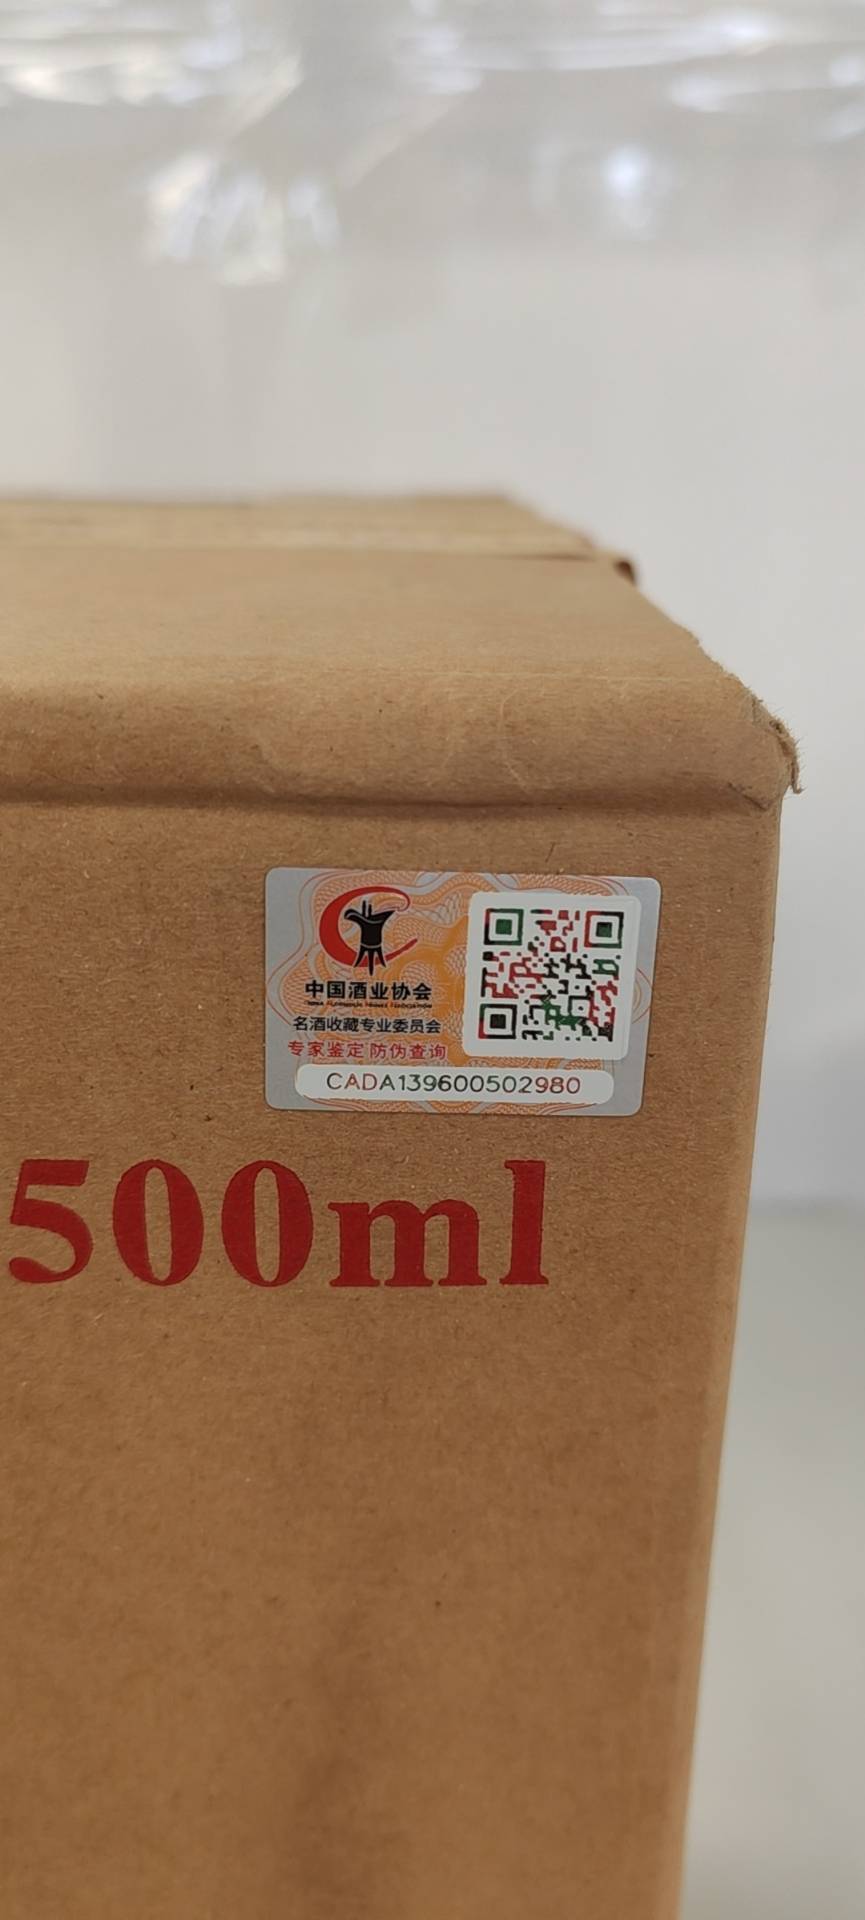 中国酒业协会
名酒收藏专业委员会
专家鉴定 防伪查询
CADA139600502980
500ml